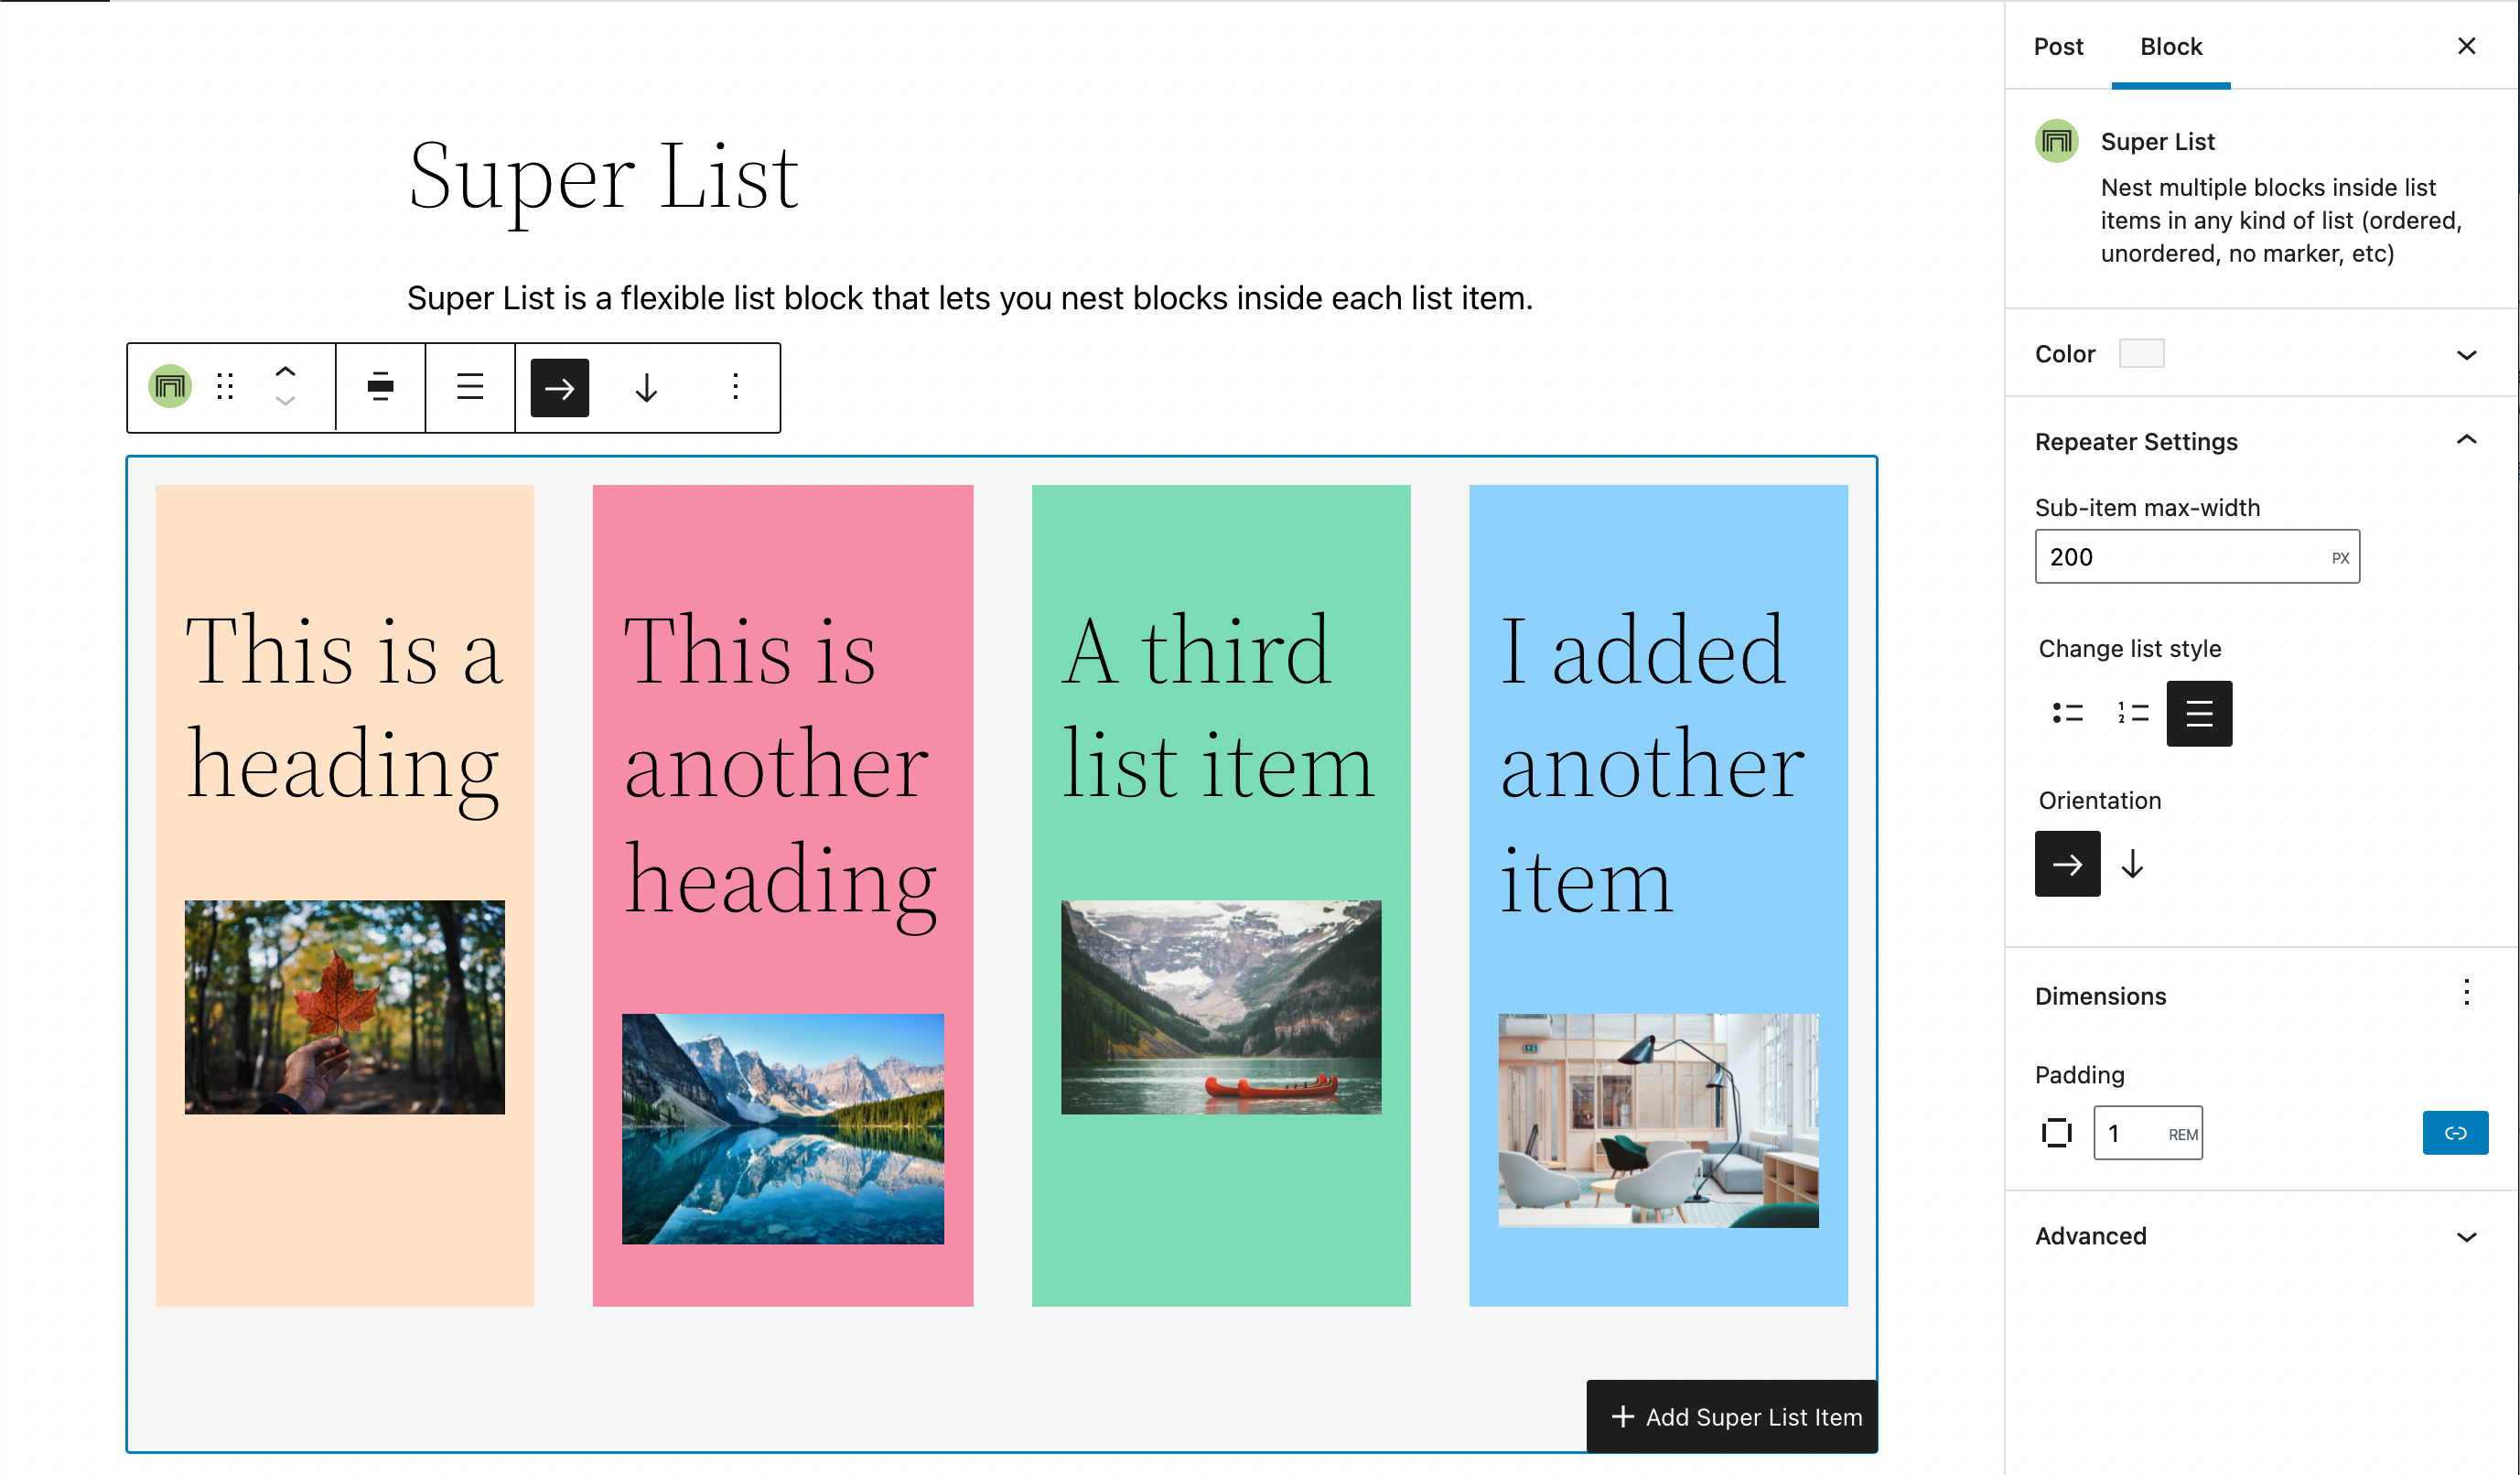 Super List
Super List is a flexible list block that lets you nest blocks inside each list item.
This is a
heading
This is
another
heading
A third
list item
I added
another
item
Add Super List Item
Post
Block
Super List
Nest multiple blocks inside list
items in any kind of list (ordered,
unordered, no marker, etc)
Color
Repeater Settings
Sub-item max-width
200 PX
Change list style
1
2
Orientation
Dimensions
Padding
1 REM
Advanced